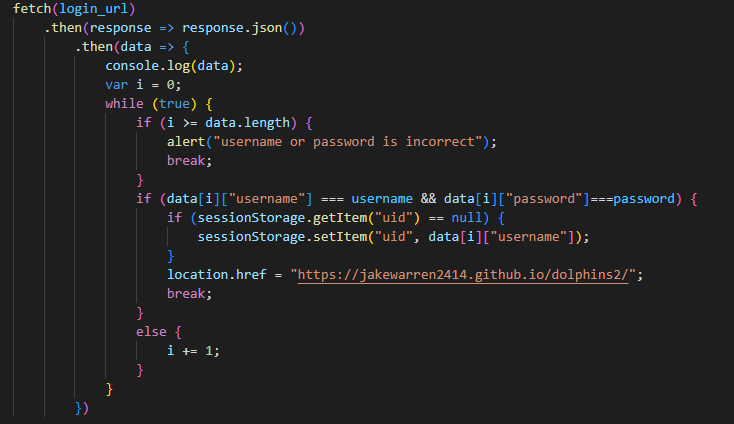 fetch(login_url)
.then(response => response.json())
.then(data => {
console.log(data);
var i = 0;
while (true) {
if (i >= data.length) {
alert("username or password is incorrect");
break;
}
if (data[i]["username"] === username && data[i]["password"]===password) {
if (sessionStorage.getItem("uid") == null) {
sessionStorage.setItem("uid", data[i]["username"]);
}
location.href = "https://jakewarren2414.github.io/dolphins2/";
break;
}
else {
i += 1;
}
}
})